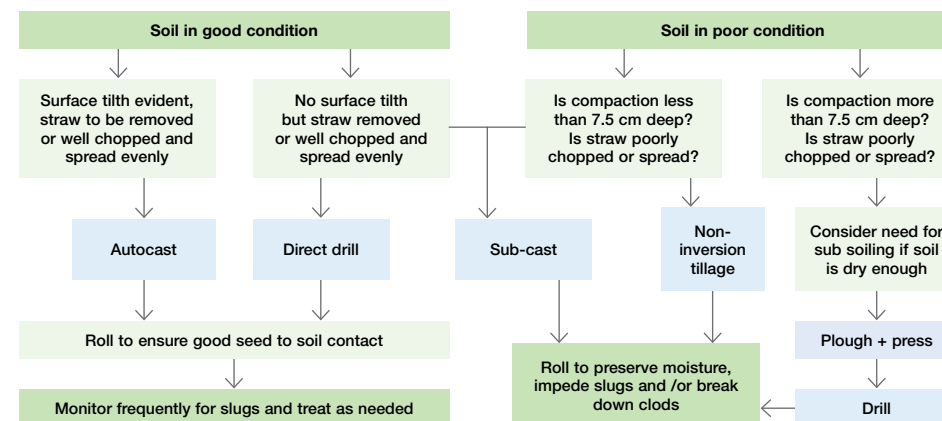 Soil in good condition
Soil in poor condition
Surface tilth evident,
straw to be removed
or well chopped and
spread evenly
No surface tilth
but straw removed
or well chopped and
spread evenly
Is compaction less
than 7.5 cm deep?
Is straw poorly
chopped or spread?
Is compaction more
than 7.5 cm deep?
Is straw poorly
chopped or spread?
Autocast
Direct drill
Sub-cast
Non-
inversion
tillage
Consider need for
sub soiling if soil
is dry enough
Roll to ensure good seed to soil contact
Plough + press
Roll to preserve moisture,
impede slugs and /or break
down clods
Monitor frequently for slugs and treat as needed
Drill